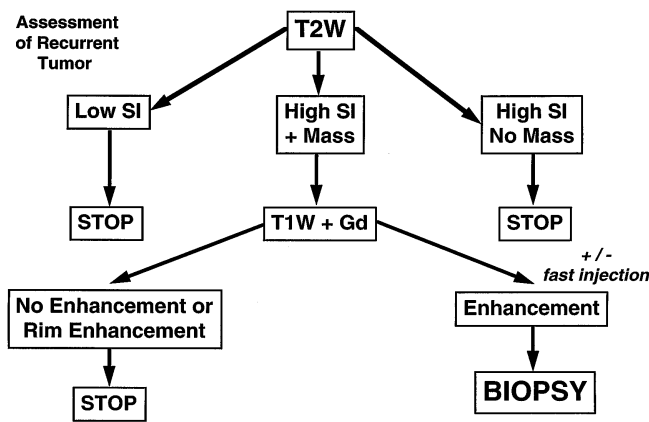 Assessment
of Recurrent
Tumor
T2W
Low SI
High SI
+ Mass
High SI
No Mass
STOP
T1W + Gd
STOP
+ / -
fast injection
No Enhancement or
Rim Enhancement
Enhancement
STOP
BIOPSY